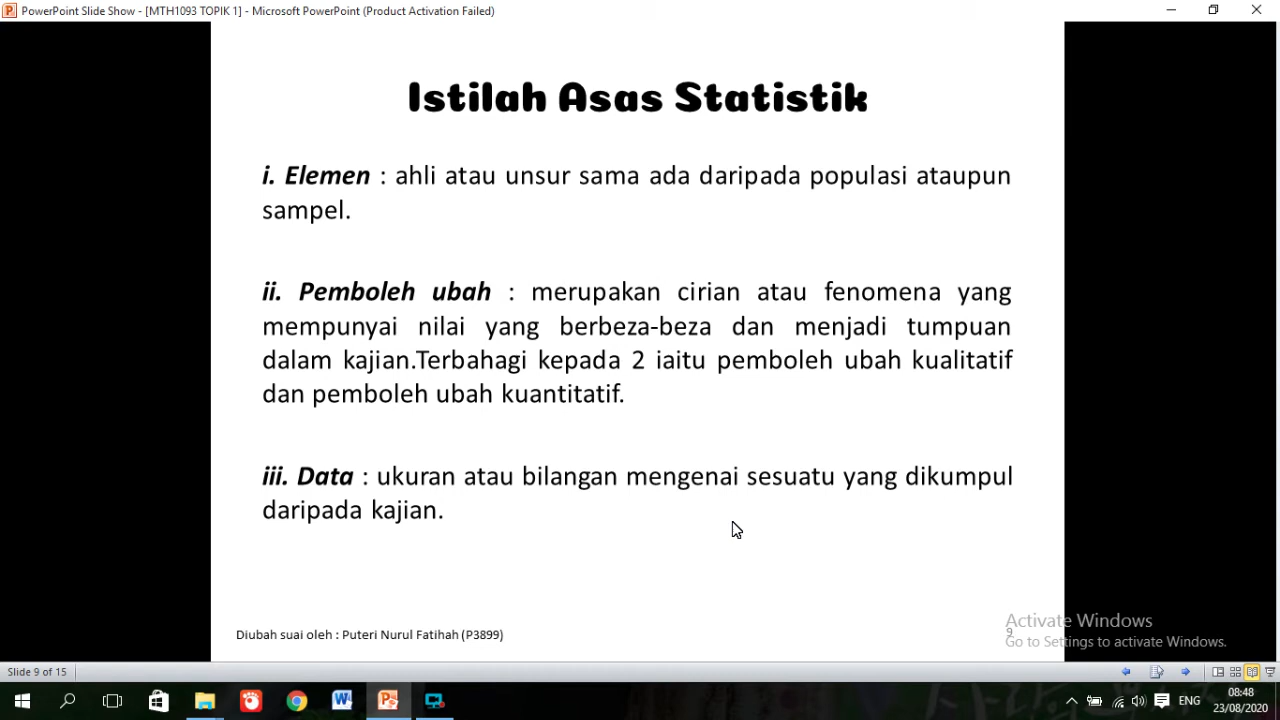 PowerPoint Slide Show - [MTH1093 TOPIK 1] - Microsoft PowerPoint (Product Activation Failed)
Istilah Asas Statistik
i. Elemen : ahli atau unsur sama ada daripada populasi ataupun
sampel.
ii. Pemboleh ubah : merupakan cirian atau fenomena yang
mempunyai nilai yang berbeza-beza dan menjadi tumpuan
dalam kajian.Terbahagi kepada 2 iaitu pemboleh ubah kualitatif
dan pemboleh ubah kuantitatif.
iii. Data : ukuran atau bilangan mengenai sesuatu yang dikumpul
daripada kajian.
Diubah suai oleh : Puteri Nurul Fatihah (P3899)
9
Activate Windows
Go to Settings to activate Windows.
Slide 9 of 15
ENG
08:48
23/08/2020